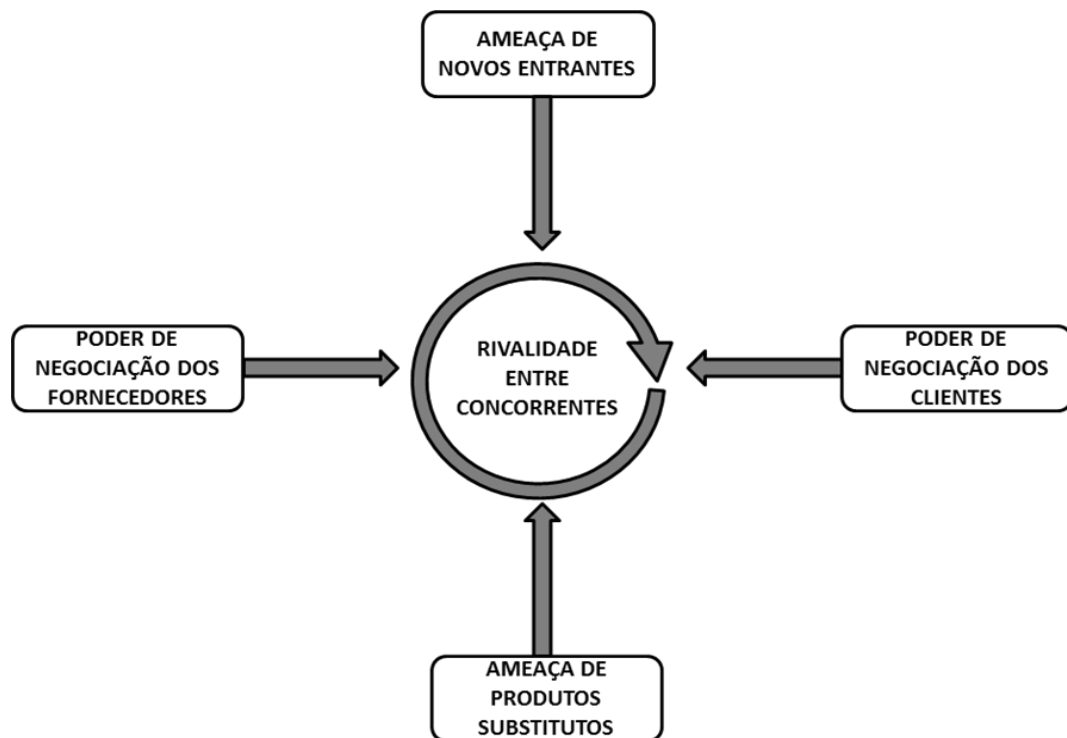 AMEAÇA DE
NOVOS ENTRANTES
PODER DE
NEGOCIAÇÃO DOS
FORNECEDORES
RIVALIDADE
ENTRE
CONCORRENTES
PODER DE
NEGOCIAÇÃO DOS
CLIENTES
AMEAÇA DE
PRODUTOS
SUBSTITUTOS